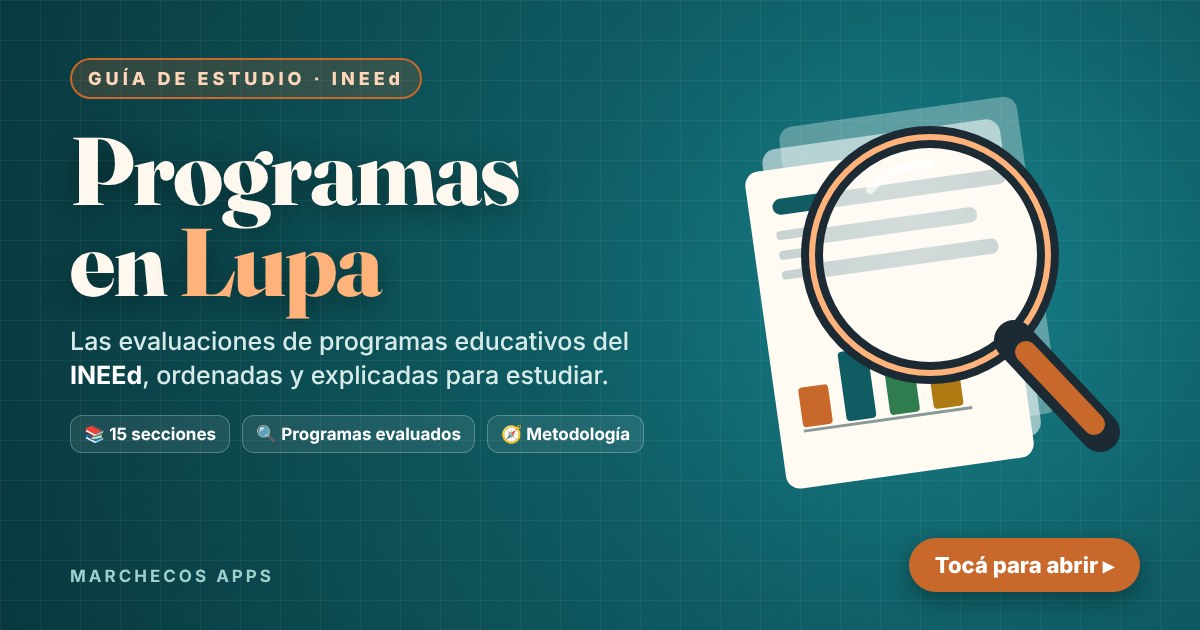 GUÍA DE ESTUDIO · INEEd
Programas
en Lupa
Las evaluaciones de programas educativos del
INEEd, ordenadas y explicadas para estudiar.
📚 15 secciones
🔍 Programas evaluados
🧭 Metodología
MARCHECOS APPS
Tocá para abrir ▸